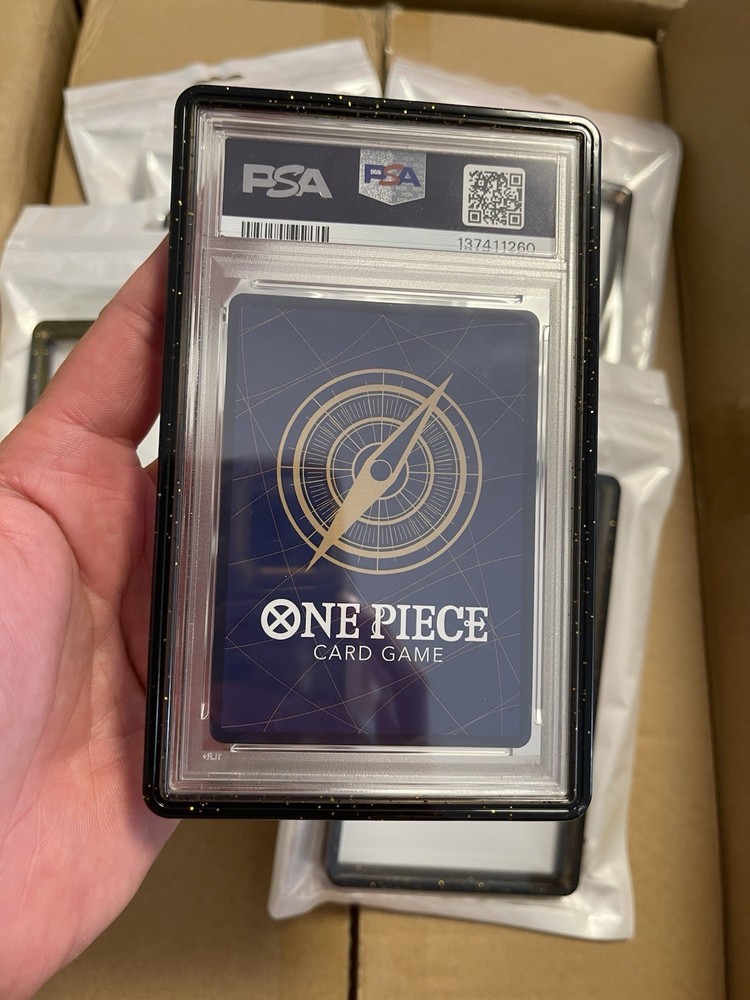 PSA
PSA
137411260
ONE PIECE
CARD GAME